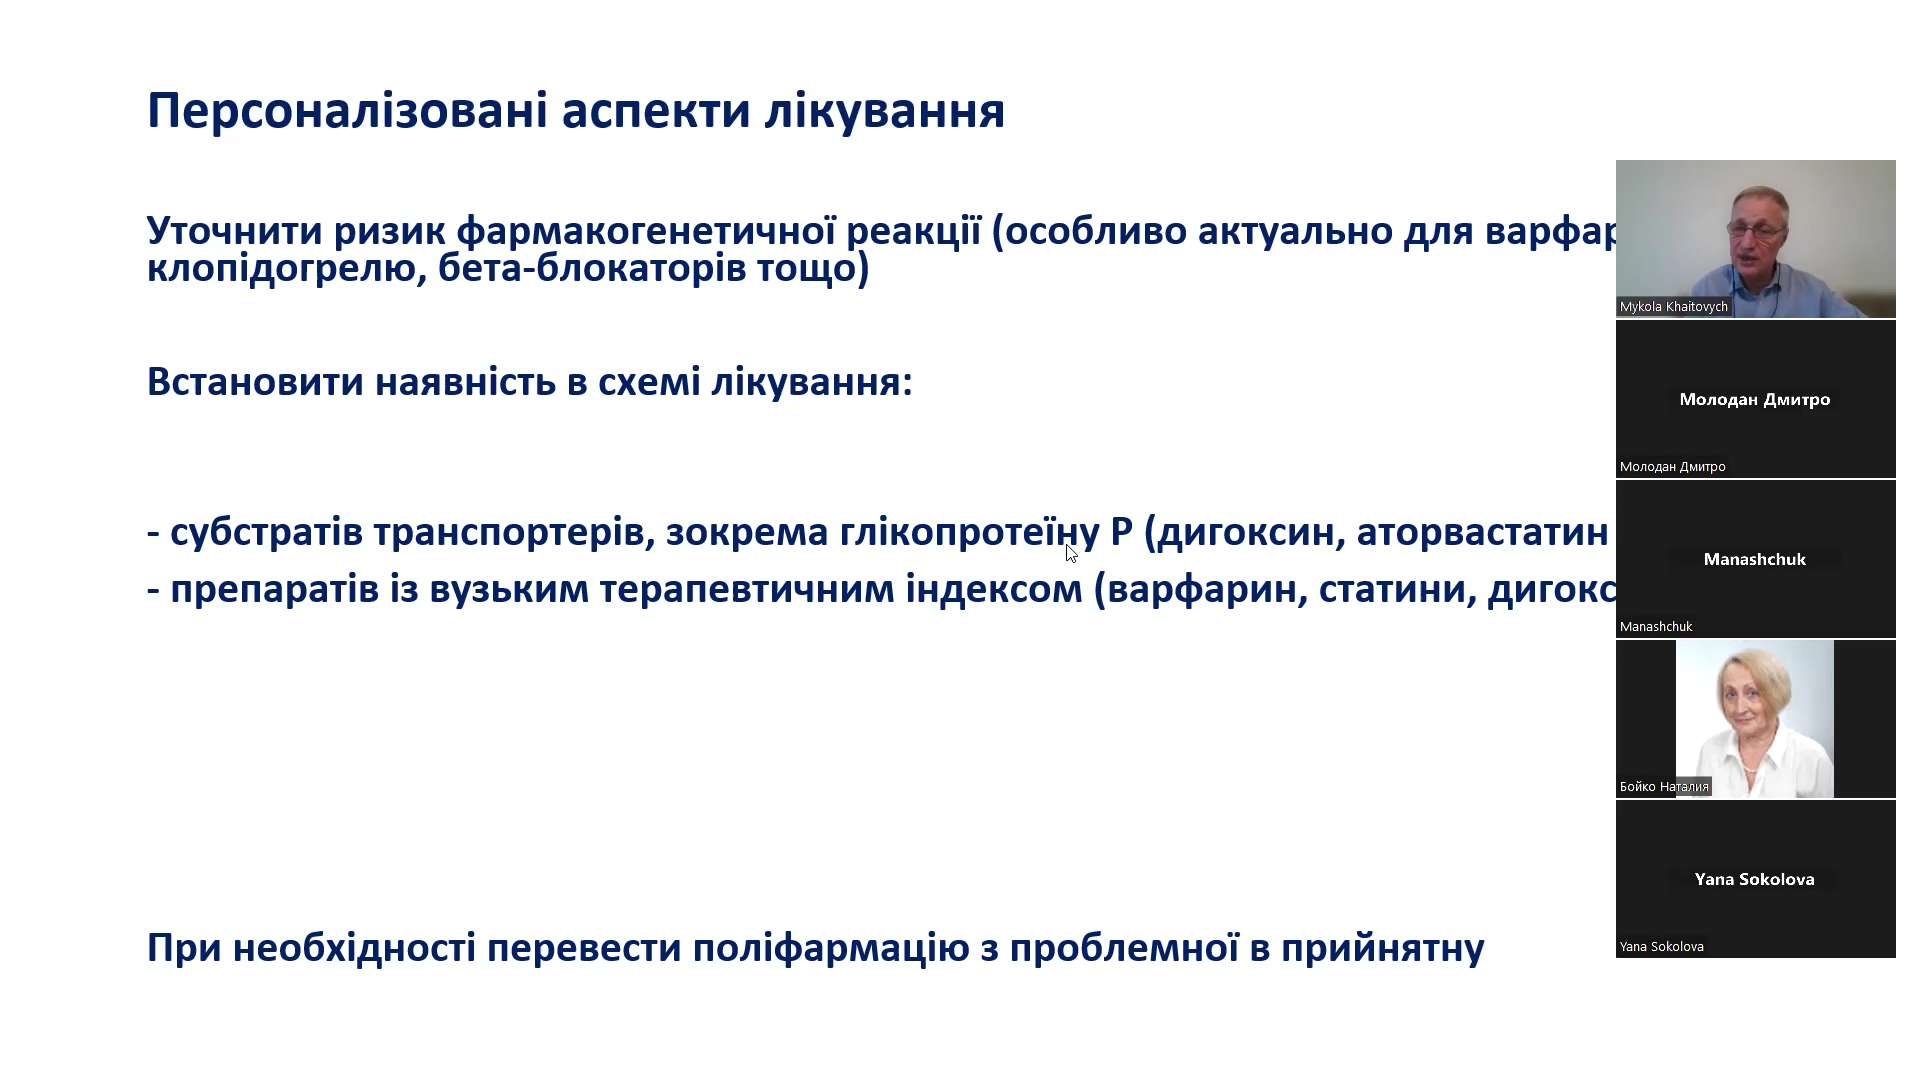 Персоналізовані аспекти лікування
Уточнити ризик фармакогенетичної реакції (особливо актуально для
клопідогрелю, бета-блокаторів тощо)
Встановити наявність в схемі лікування:
- субстратів транспортерів, зокрема глікопротеїну Р (дигоксин, аторвастатин
- препаратів із вузьким терапевтичним індексом (варфарин, статини,
При необхідності перевести поліфармацію з проблемної в прийнятну
Mykola Khaitovych
Молодан Дмитро
Молодан Дмитро
Manashchuk
Manashchuk
Бойко Наталия
Yana Sokolova
Yana Sokolova